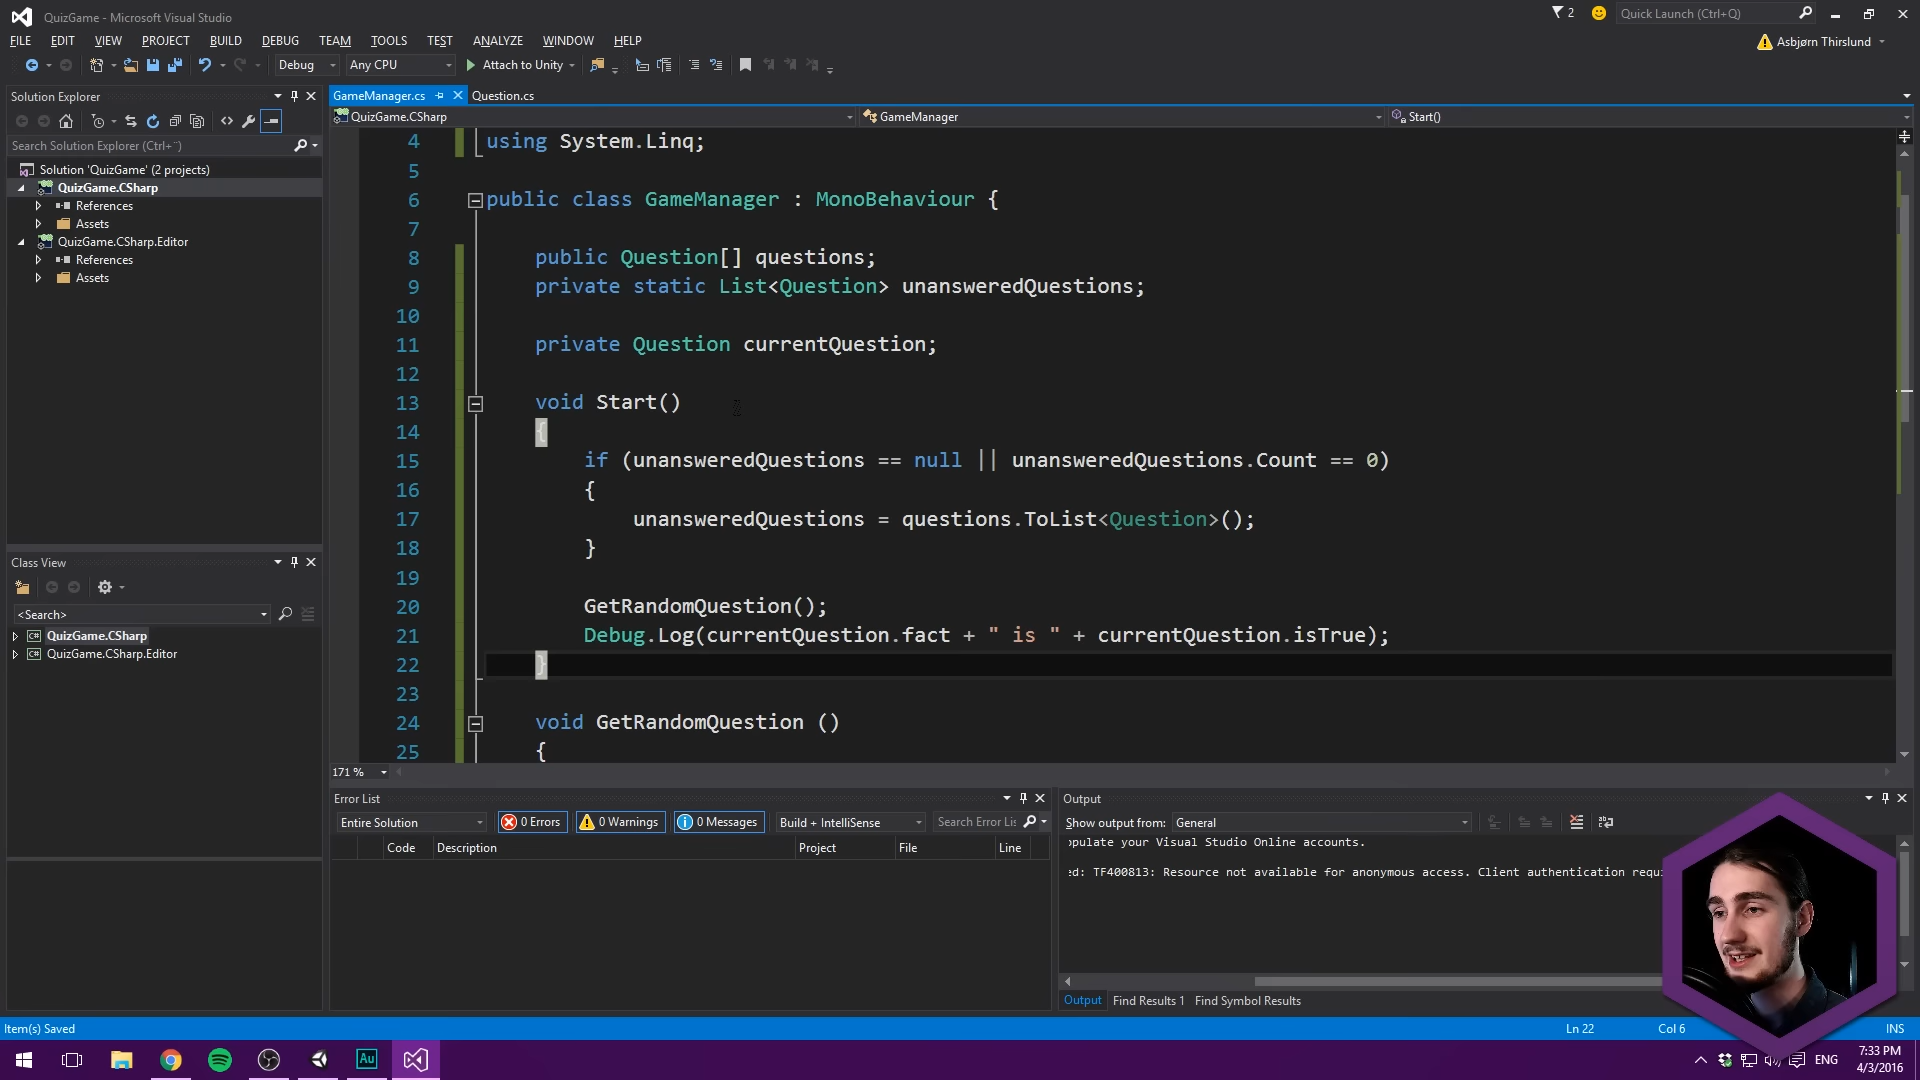 QuizGame - Microsoft Visual Studio
2
Quick Launch (Ctrl+Q)
FILE EDIT VIEW PROJECT BUILD DEBUG TEAM TOOLS TEST ANALYZE WINDOW HELP
Asbjørn Thirslund
Debug Any CPU Attach to Unity
Solution Explorer
GameManager.cs Question.cs
QuizGame.CSharp GameManager Start()
Search Solution Explorer (Ctrl+¨)
Solution 'QuizGame' (2 projects)
QuizGame.CSharp
References
Assets
QuizGame.CSharp.Editor
References
Assets
4 using System.Linq;
5
6 public class GameManager : MonoBehaviour {
7
8 public Question[] questions;
9 private static List<Question> unansweredQuestions;
10
11 private Question currentQuestion;
12
13 void Start()
14 {
15 if (unansweredQuestions == null || unansweredQuestions.Count == 0)
16 {
17 unansweredQuestions = questions.ToList<Question>();
18 }
19
20 GetRandomQuestion();
21 Debug.Log(currentQuestion.fact + " is " + currentQuestion.isTrue);
22 }
23
24 void GetRandomQuestion ()
25 {
171 %
Class View
<Search>
QuizGame.CSharp
QuizGame.CSharp.Editor
Error List
Entire Solution 0 Errors 0 Warnings 0 Messages Build + IntelliSense Search Error Lis
Code Description Project File Line
Output
Show output from: General
opulate your Visual Studio Online accounts.
ed: TF400813: Resource not available for anonymous access. Client authentication requi
Output Find Results 1 Find Symbol Results
Item(s) Saved Ln 22 Col 6 INS
Au
ENG
7:33 PM
4/3/2016